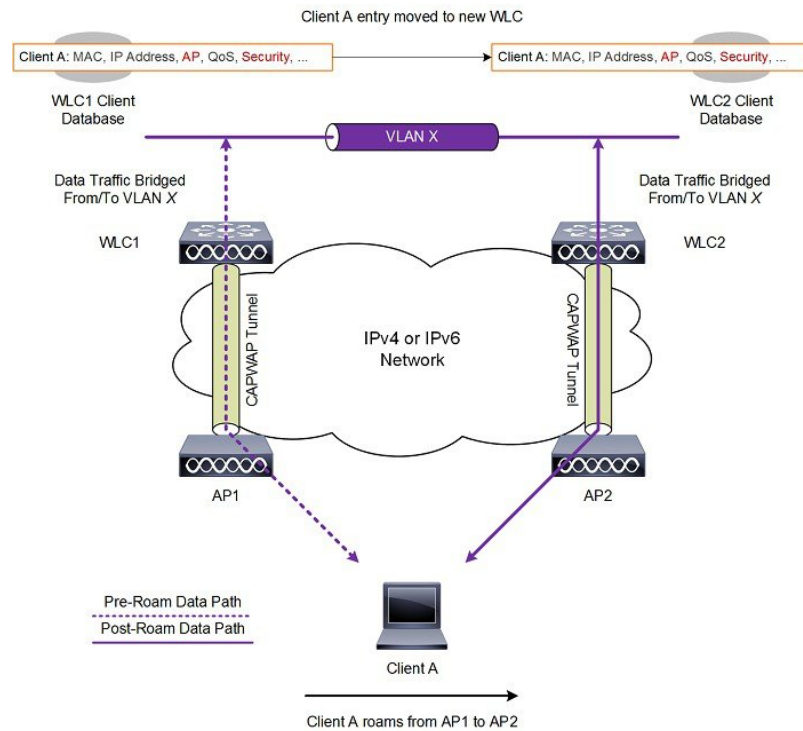 Client A entry moved to new WLC
Client A: MAC, IP Address, AP, QoS, Security, ...
Client A: MAC, IP Address, AP, QoS, Security, ...
WLC1 Client
Database
WLC2 Client
Database
VLAN X
Data Traffic Bridged
From/To VLAN X
Data Traffic Bridged
From/To VLAN X
WLC1
WLC2
CAPWAP Tunnel
IPv4 or IPv6
Network
CAPWAP Tunnel
AP1
AP2
Pre-Roam Data Path
Post-Roam Data Path
Client A
Client A roams from AP1 to AP2